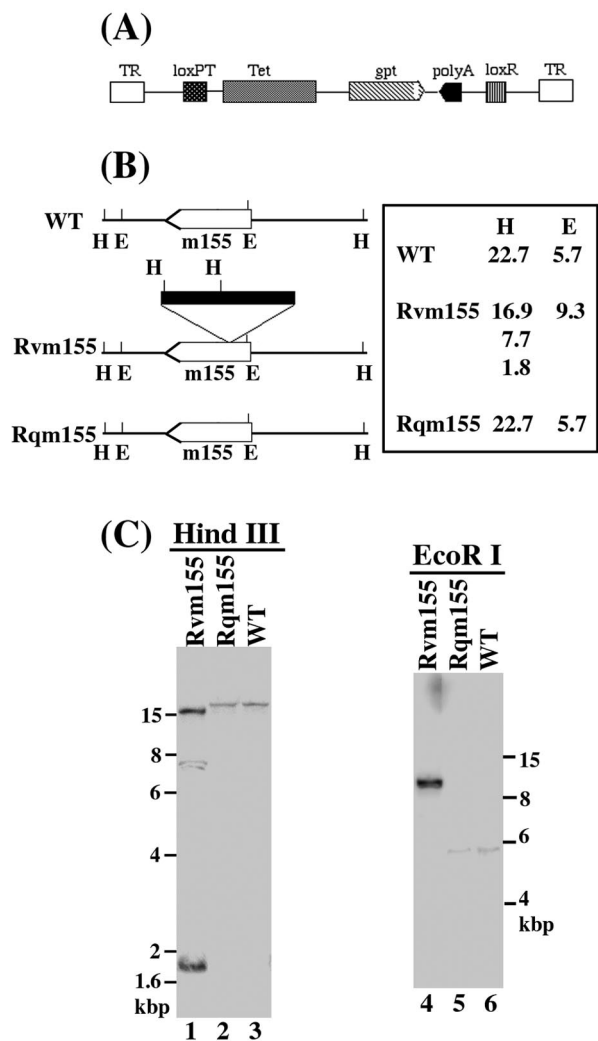 (A)
TR loxPT Tet gpt polyA loxR TR
(B)
WT
H E m155 E H
H H
Rvm155
H E m155 E H
Rqm155
H E m155 E H
H E
WT 22.7 5.7
Rvm155 16.9 9.3
7.7
1.8
Rqm155 22.7 5.7
(C)
Hind III
Rvm155
Rqm155
WT
15
8
6
4
2
1.6
kbp
1 2 3
EcoR I
Rvm155
Rqm155
WT
15
8
6
4
kbp
4 5 6